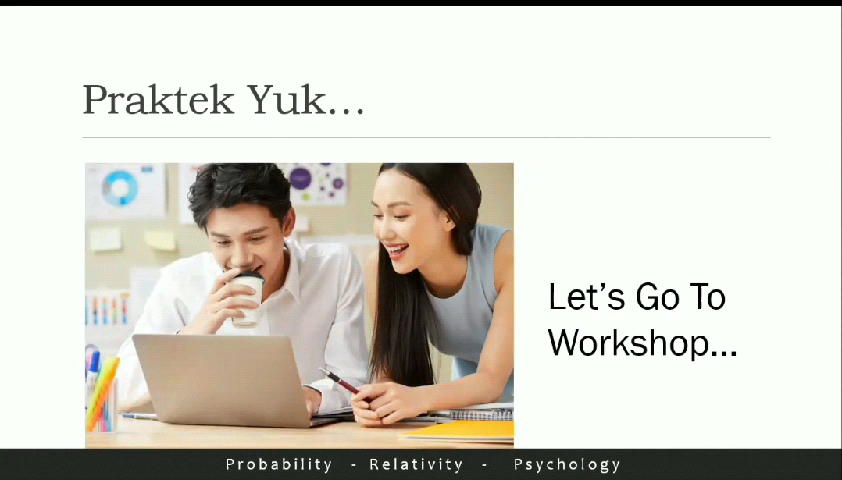 Praktek Yuk...
Let's Go To
Workshop...
Probability - Relativity - Psychology